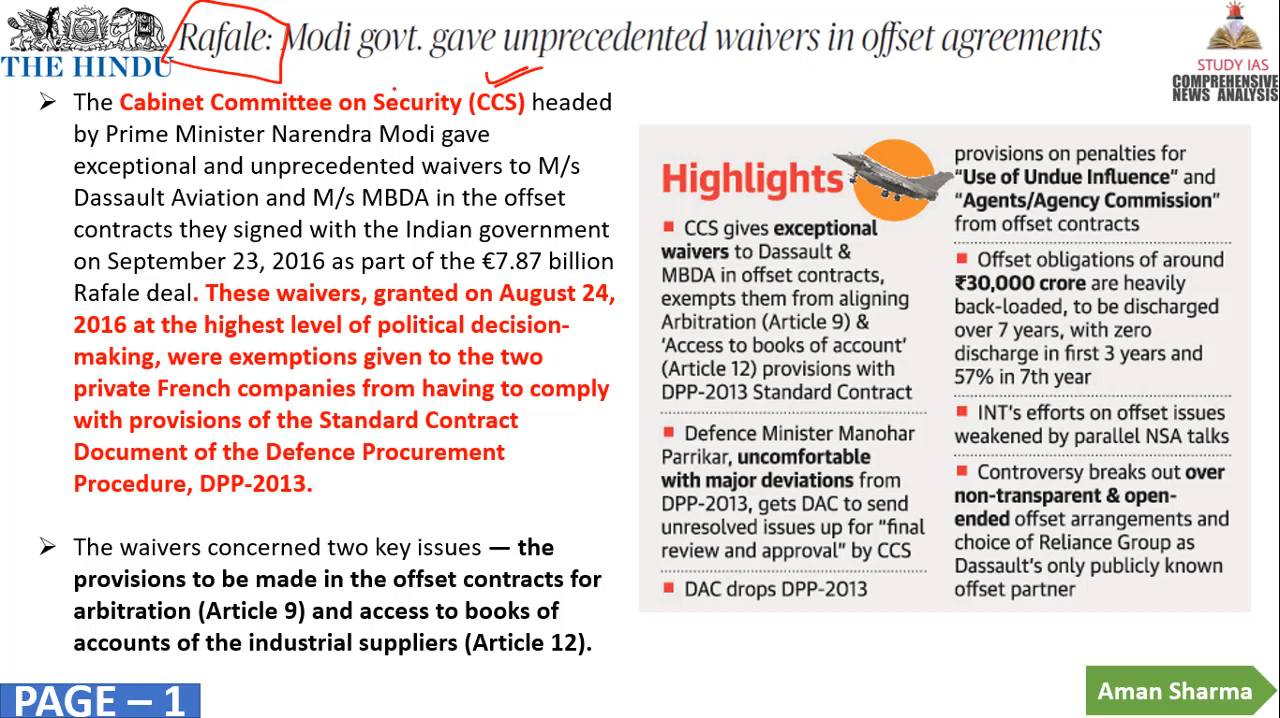 Rafale: Modi govt. gave unprecedented waivers in offset agreements
THE HINDU
STUDY IAS
COMPREHENSIVE
NEWS ANALYSIS
➢ The Cabinet Committee on Security (CCS) headed
by Prime Minister Narendra Modi gave
exceptional and unprecedented waivers to M/s
Dassault Aviation and M/s MBDA in the offset
contracts they signed with the Indian government
on September 23, 2016 as part of the €7.87 billion
Rafale deal. These waivers, granted on August 24,
2016 at the highest level of political decision-
making, were exemptions given to the two
private French companies from having to comply
with provisions of the Standard Contract
Document of the Defence Procurement
Procedure, DPP-2013.
➢ The waivers concerned two key issues — the
provisions to be made in the offset contracts for
arbitration (Article 9) and access to books of
accounts of the industrial suppliers (Article 12).
Highlights
■ CCS gives exceptional
waivers to Dassault &
MBDA in offset contracts,
exempts them from aligning
Arbitration (Article 9) &
‘Access to books of account’
(Article 12) provisions with
DPP-2013 Standard Contract
■ Defence Minister Manohar
Parrikar, uncomfortable
with major deviations from
DPP-2013, gets DAC to send
unresolved issues up for “final
review and approval” by CCS
■ DAC drops DPP-2013
provisions on penalties for
“Use of Undue Influence” and
“Agents/Agency Commission”
from offset contracts
■ Offset obligations of around
₹30,000 crore are heavily
back-loaded, to be discharged
over 7 years, with zero
discharge in first 3 years and
57% in 7th year
■ INT’s efforts on offset issues
weakened by parallel NSA talks
■ Controversy breaks out over
non-transparent & open-
ended offset arrangements and
choice of Reliance Group as
Dassault’s only publicly known
offset partner
PAGE – 1
Aman Sharma